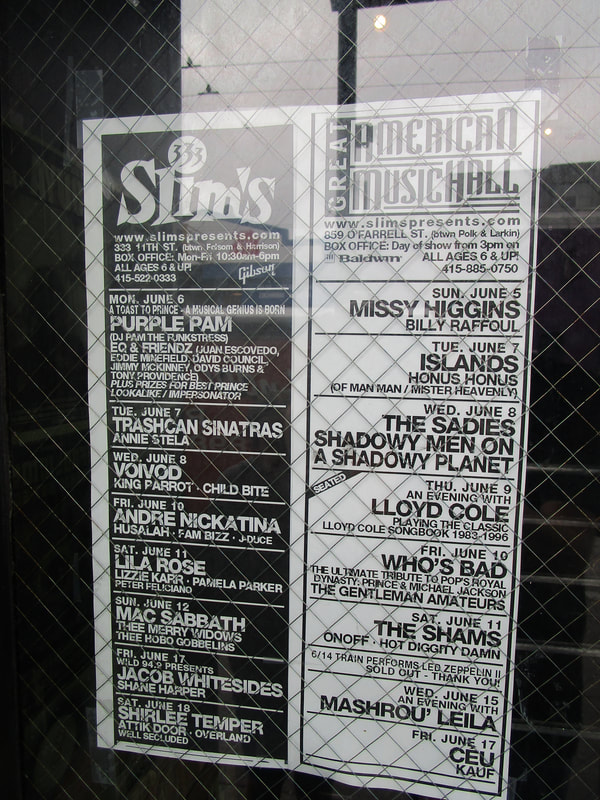 333
Slim's
www.slimspresents.com
333 11TH ST. (btwn Folsom & Harrison)
BOX OFFICE: Mon-Fri 10:30am-6pm
ALL AGES 6 & UP!
415-522-0333
Gibson
MON. JUNE 6
A TOAST TO PRINCE - A MUSICAL GENIUS IS BORN
PURPLE PAM
(DJ PAM THE FUNKSTRESS)
EQ & FRIENDZ (JUAN ESCOVEDO,
EDDIE MINEFIELD, DAVID COUNCIL,
JIMMY MCKINNEY, ODYS BURNS &
TONY PROVIDENCE)
PLUS PRIZES FOR BEST PRINCE
LOOKALIKE / IMPERSONATOR
TUE. JUNE 7
TRASHCAN SINATRAS
ANNIE STELA
WED. JUNE 8
VOIVOD
KING PARROT · CHILD BITE
FRI. JUNE 10
ANDRE NICKATINA
HUSALAH · FAM BIZZ · J-DUCE
SAT. JUNE 11
LILA ROSE
LIZZIE KARR · PAMELA PARKER
PETER FELICIANO
SUN. JUNE 12
MAC SABBATH
THEE MERRY WIDOWS
THEE HOBO GOBBELINS
FRI. JUNE 17
WILD 94.9 PRESENTS
JACOB WHITESIDES
SHANE HARPER
SAT. JUNE 18
SHIRLEE TEMPER
ATTIK DOOR · OVERLAND
WELL SECLUDED
GREAT
AMERICAN
MUSIC HALL
www.slimspresents.com
859 O'FARRELL ST. (btwn Polk & Larkin)
BOX OFFICE: Day of show from 3pm on
Baldwin ALL AGES 6 & UP!
415-885-0750
SUN. JUNE 5
MISSY HIGGINS
BILLY RAFFOUL
TUE. JUNE 7
ISLANDS
HONUS HONUS
(OF MAN MAN / MISTER HEAVENLY)
WED. JUNE 8
THE SADIES
SHADOWY MEN ON
A SHADOWY PLANET
SEATED
THU. JUNE 9
AN EVENING WITH
LLOYD COLE
PLAYING THE CLASSIC
LLOYD COLE SONGBOOK 1983-1996
FRI. JUNE 10
WHO'S BAD
THE ULTIMATE TRIBUTE TO POP'S ROYAL
DYNASTY: PRINCE & MICHAEL JACKSON
THE GENTLEMAN AMATEURS
SAT. JUNE 11
THE SHAMS
ONOFF · HOT DIGGITY DAMN
6/14 TRAIN PERFORMS LED ZEPPELIN II
SOLD OUT - THANK YOU!
WED. JUNE 15
AN EVENING WITH
MASHROU' LEILA
FRI. JUNE 17
CÉU
KAUF